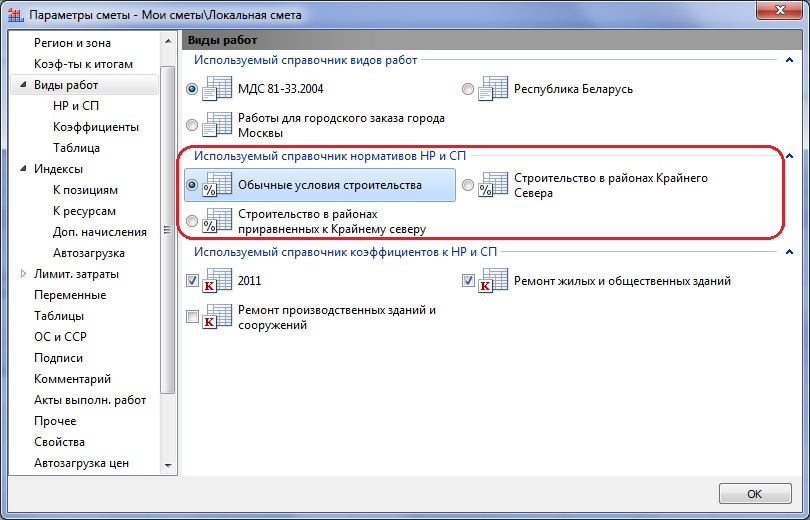 Параметры сметы - Мои сметы\Локальная смета
Регион и зона
Коэф-ты к итогам
Виды работ
НР и СП
Коэффициенты
Таблица
Индексы
К позициям
К ресурсам
Доп. начисления
Автозагрузка
Лимит. затраты
Переменные
Таблицы
ОС и ССР
Подписи
Комментарий
Акты выполн. работ
Прочее
Свойства
Автозагрузка цен
Виды работ
Используемый справочник видов работ
МДС 81-33.2004
Республика Беларусь
Работы для городского заказа города
Москвы
Используемый справочник нормативов НР и СП
% Обычные условия строительства
% Строительство в районах Крайнего
Севера
% Строительство в районах
приравненных к Крайнему северу
Используемый справочник коэффициентов к НР и СП
К 2011
К Ремонт жилых и общественных зданий
К Ремонт производственных зданий и
сооружений
ОК